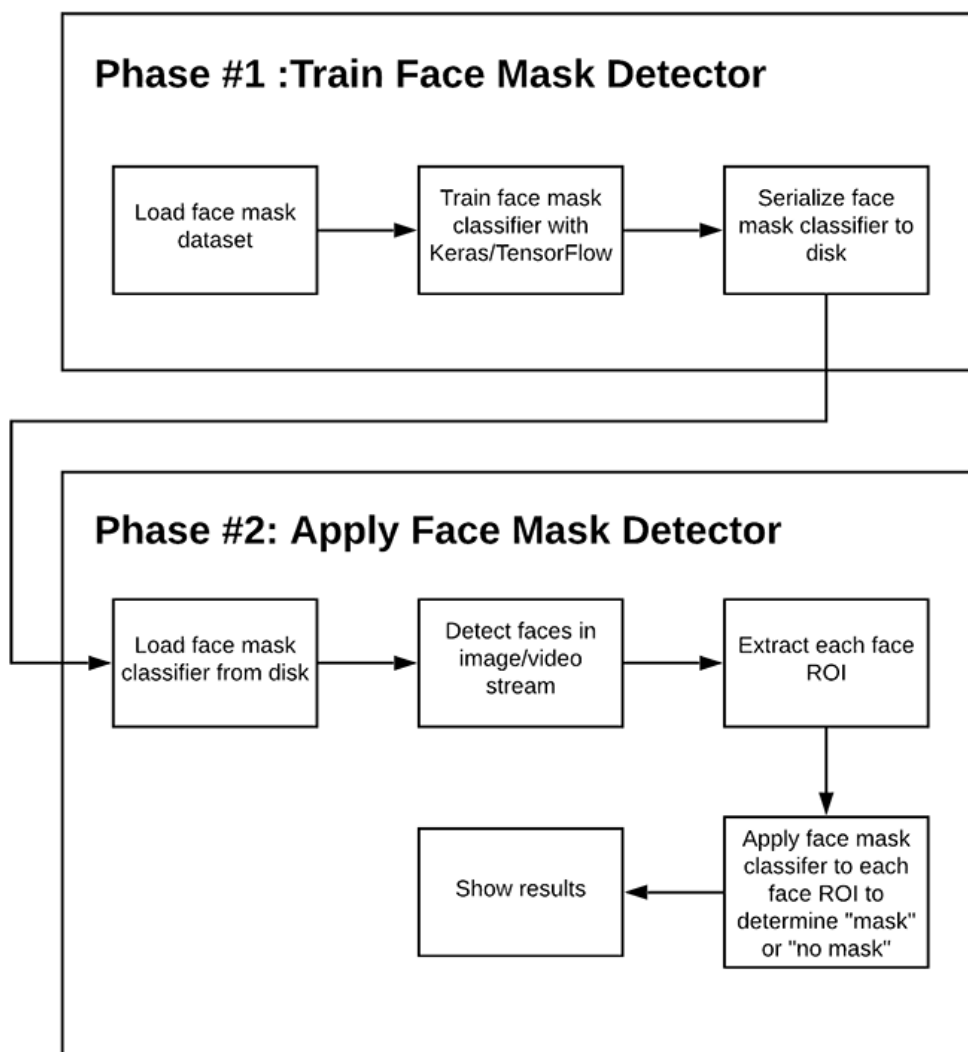 Phase #1 :Train Face Mask Detector
Load face mask
dataset
Train face mask
classifier with
Keras/TensorFlow
Serialize face
mask classifier to
disk
Phase #2: Apply Face Mask Detector
Load face mask
classifier from disk
Detect faces in
image/video
stream
Extract each face
ROI
Apply face mask
classifer to each
face ROI to
determine "mask"
or "no mask"
Show results